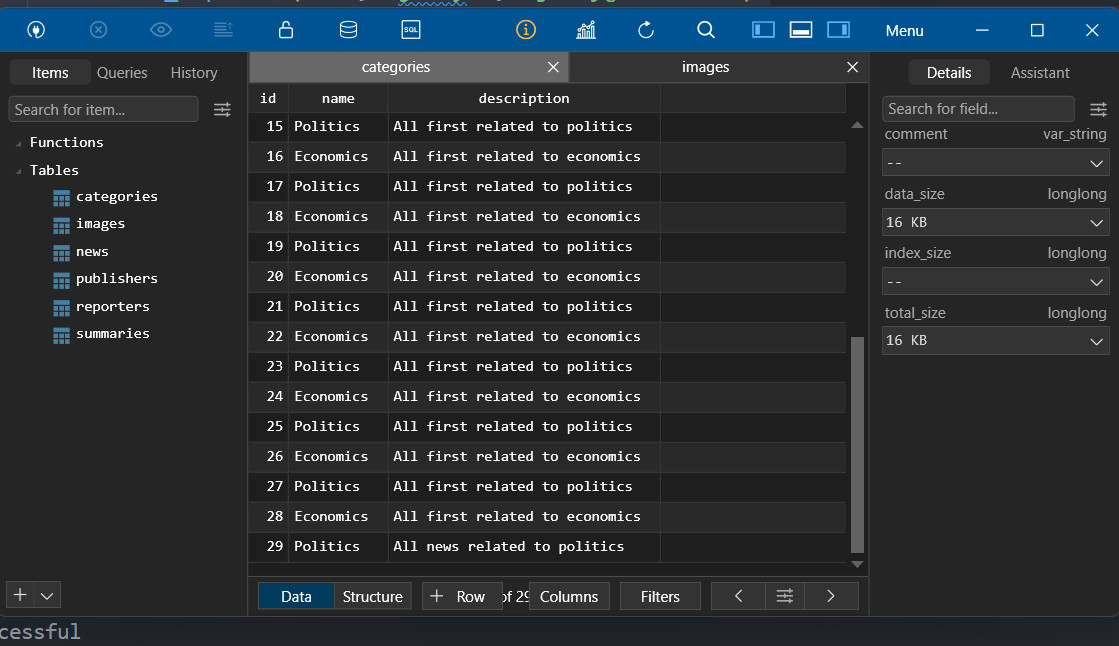 SQL
Menu
Items Queries History
categories
images
Details Assistant
Search for item...
id name description
Search for field...
Functions
Tables
categories
images
news
publishers
reporters
summaries
15 Politics All first related to politics
16 Economics All first related to economics
17 Politics All first related to politics
18 Economics All first related to economics
19 Politics All first related to politics
20 Economics All first related to economics
21 Politics All first related to politics
22 Economics All first related to economics
23 Politics All first related to politics
24 Economics All first related to economics
25 Politics All first related to politics
26 Economics All first related to economics
27 Politics All first related to politics
28 Economics All first related to economics
29 Politics All news related to politics
comment var_string
--
data_size longlong
16 KB
index_size longlong
--
total_size longlong
16 KB
Data Structure + Row of 29 Columns Filters
cessful